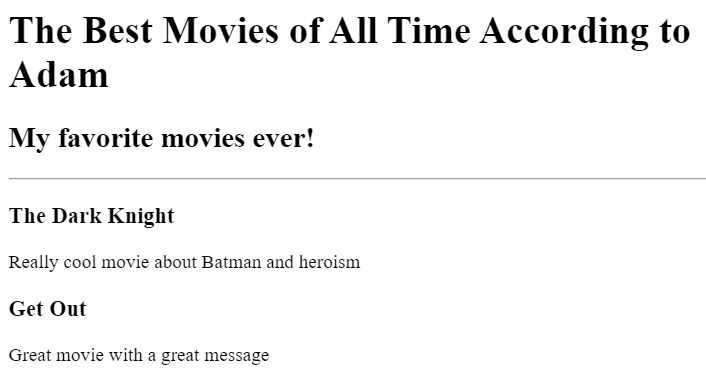 The Best Movies of All Time According to
Adam
My favorite movies ever!
The Dark Knight
Really cool movie about Batman and heroism
Get Out
Great movie with a great message